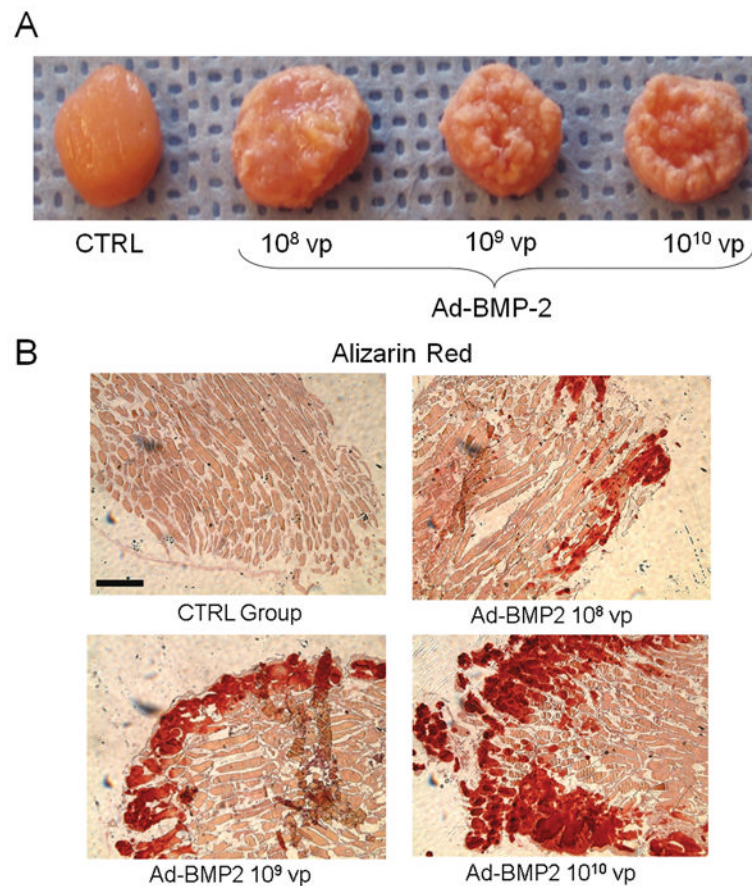 A
CTRL
10⁸ vp
10⁹ vp
10¹⁰ vp
Ad-BMP-2
B
Alizarin Red
CTRL Group
Ad-BMP2 10⁸ vp
Ad-BMP2 10⁹ vp
Ad-BMP2 10¹⁰ vp